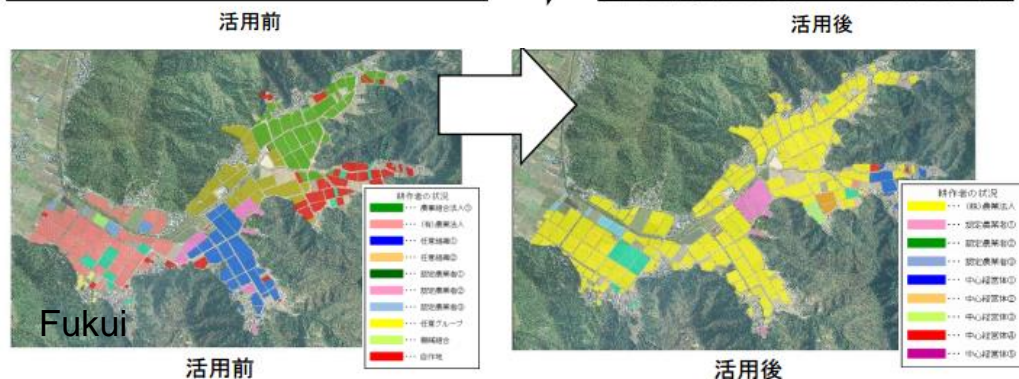 活用前
活用後
耕作者の状況
・・・ 農事組合法人①
・・・ (有)農業法人
・・・ 任意組織①
・・・ 任意組織②
・・・ 認定農業者①
・・・ 認定農業者②
・・・ 認定農業者③
・・・ 任意グループ
・・・ 機械組合
・・・ 自作地
Fukui
耕作者の状況
・・・ (株)農業法人
・・・ 認定農業者①
・・・ 認定農業者②
・・・ 認定農業者③
・・・ 中心経営体①
・・・ 中心経営体②
・・・ 中心経営体③
・・・ 中心経営体④
・・・ 中心経営体⑤
活用前
活用後